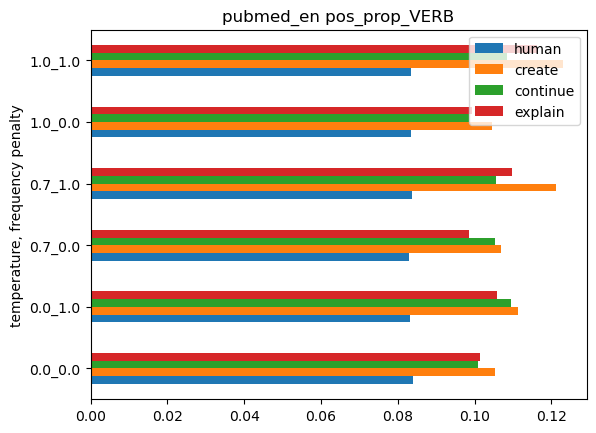 pubmed_en pos_prop_VERB
temperature, frequency penalty
1.0_1.0
1.0_0.0
0.7_1.0
0.7_0.0
0.0_1.0
0.0_0.0
human
create
continue
explain
0.00 0.02 0.04 0.06 0.08 0.10 0.12